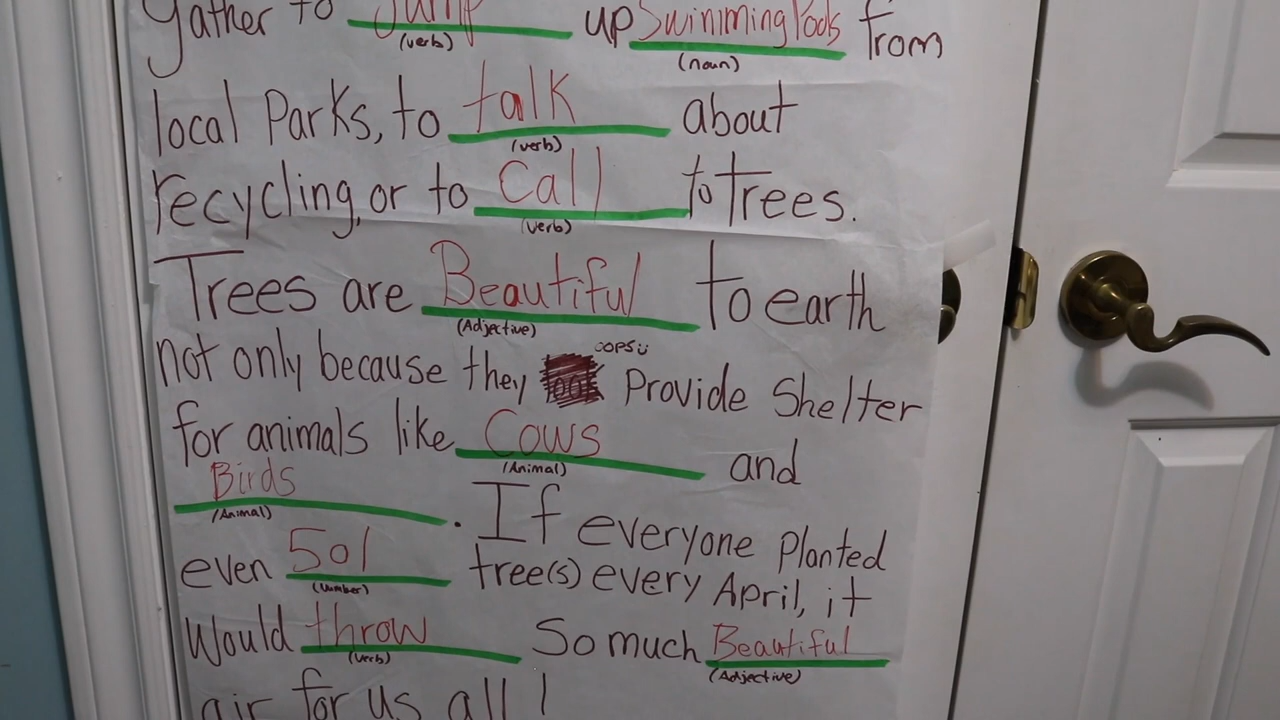 gather to Jump up Swinming Pools from
(verb) (noun)
local Parks, to talk about
(verb)
recycling, or to Call to trees.
(verb)
Trees are Beautiful to earth
(Adjective)
oops
not only because they Provide Shelter
for animals like Cows and
(Animal)
Birds
(Animal)
. If everyone Planted
even 501 tree(s) every April, it
(Number)
Would throw So much Beautiful
(verb) (Adjective)
air for us all!